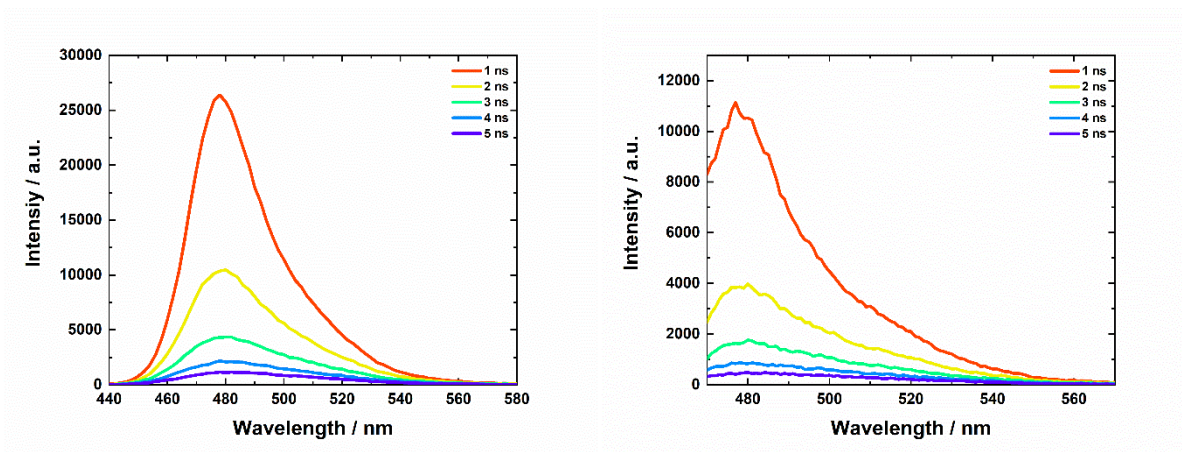 30000
25000
20000
15000
10000
5000
0
Intensiy / a.u.
1 ns
2 ns
3 ns
4 ns
5 ns
440 460 480 500 520 540 560 580
Wavelength / nm
12000
10000
8000
6000
4000
2000
0
Intensity / a.u.
1 ns
2 ns
3 ns
4 ns
5 ns
480 500 520 540 560
Wavelength / nm